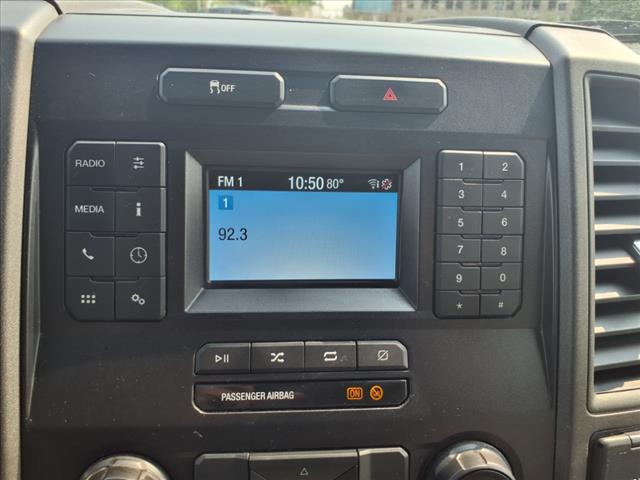 OFF
RADIO
MEDIA
i
FM 1 10:50 80°
1
92.3
1 2
3 4
5 6
7 8
9 0
* #
PASSENGER AIRBAG ON